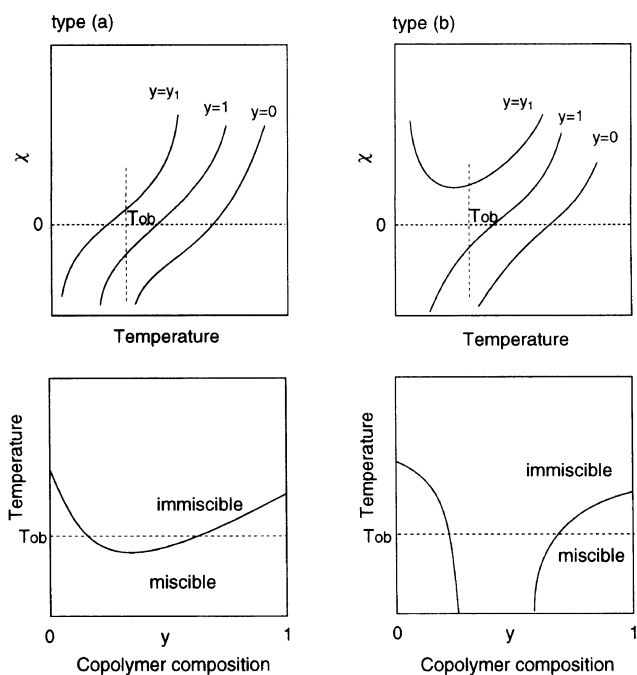 type (a)
y=y1
y=1
y=0
χ
Tob
0
Temperature
type (b)
y=y1
y=1
y=0
χ
Tob
0
Temperature
Temperature
immiscible
Tob
miscible
0
y
1
Copolymer composition
Temperature
immiscible
Tob
miscible
0
y
1
Copolymer composition